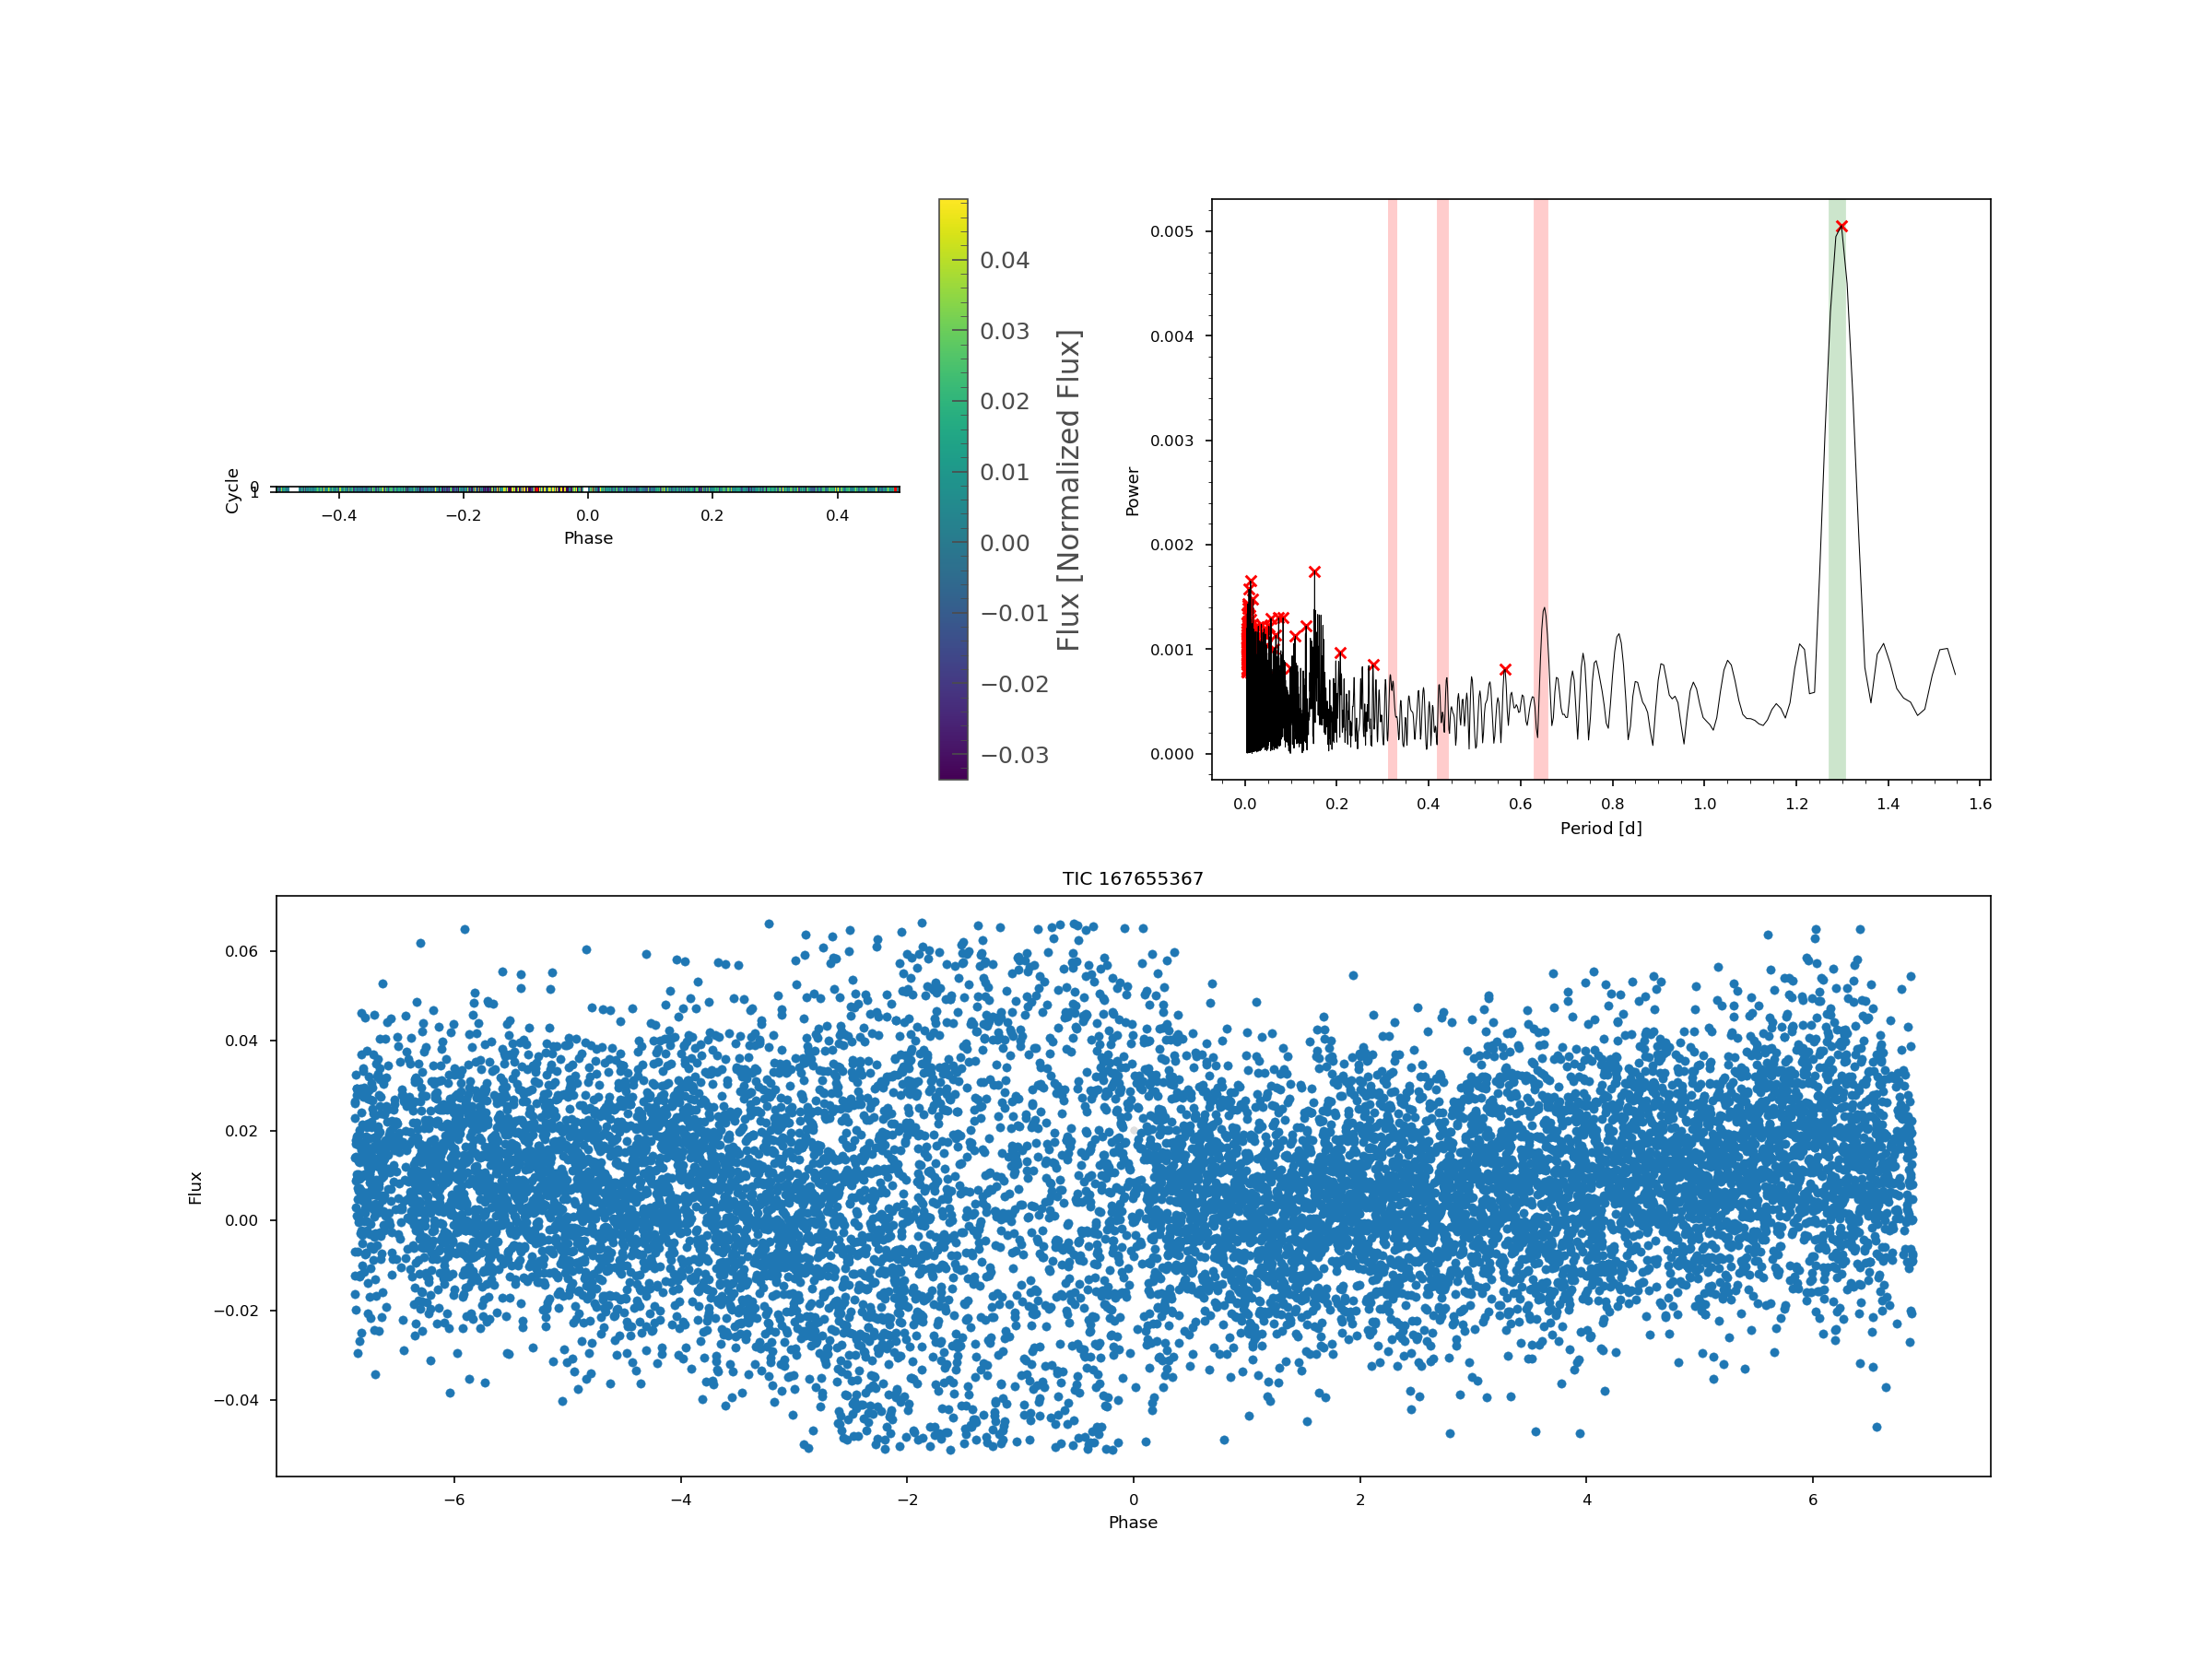 Cycle
0
1
−0.4 −0.2 0.0 0.2 0.4
Phase
0.04
0.03
0.02
0.01
0.00
−0.01
−0.02
−0.03
Flux [Normalized Flux]
Power
0.005
0.004
0.003
0.002
0.001
0.000
0.0 0.2 0.4 0.6 0.8 1.0 1.2 1.4 1.6
Period [d]
TIC 167655367
Flux
0.06
0.04
0.02
0.00
−0.02
−0.04
−6 −4 −2 0 2 4 6
Phase